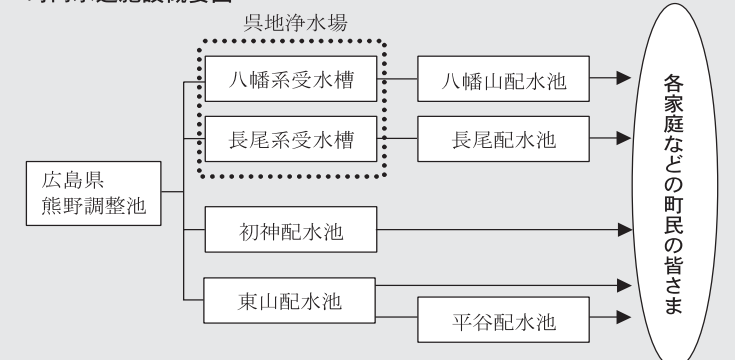 呉地浄水場
八幡系受水槽
八幡山配水池
長尾系受水槽
長尾配水池
広島県
熊野調整池
初神配水池
東山配水池
平谷配水池
各家庭などの町民の皆さま